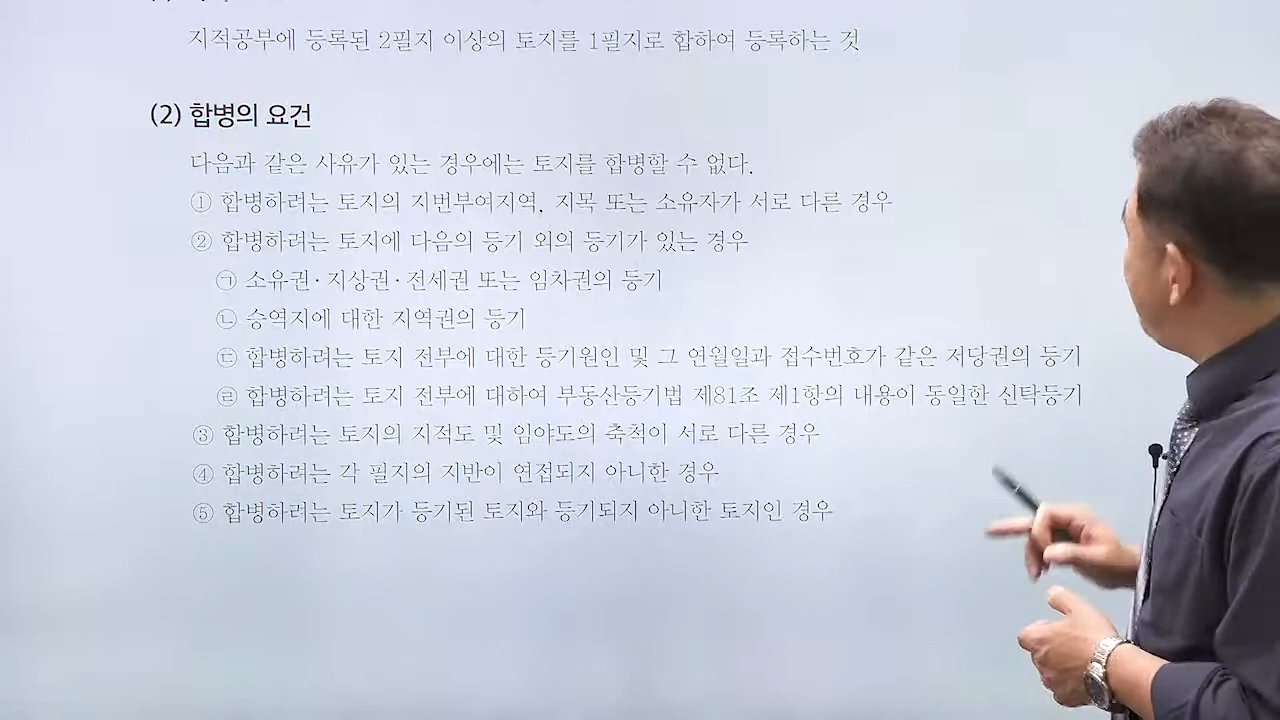 지적공부에 등록된 2필지 이상의 토지를 1필지로 합하여 등록하는 것
(2) 합병의 요건
다음과 같은 사유가 있는 경우에는 토지를 합병할 수 없다.
① 합병하려는 토지의 지번부여지역, 지목 또는 소유자가 서로 다른 경우
② 합병하려는 토지에 다음의 등기 외의 등기가 있는 경우
㉠ 소유권·지상권·전세권 또는 임차권의 등기
㉡ 승역지에 대한 지역권의 등기
㉢ 합병하려는 토지 전부에 대한 등기원인 및 그 연월일과 접수번호가 같은 저당권의 등기
㉣ 합병하려는 토지 전부에 대하여 부동산등기법 제81조 제1항의 내용이 동일한 신탁등기
③ 합병하려는 토지의 지적도 및 임야도의 축척이 서로 다른 경우
④ 합병하려는 각 필지의 지반이 연접되지 아니한 경우
⑤ 합병하려는 토지가 등기된 토지와 등기되지 아니한 토지인 경우